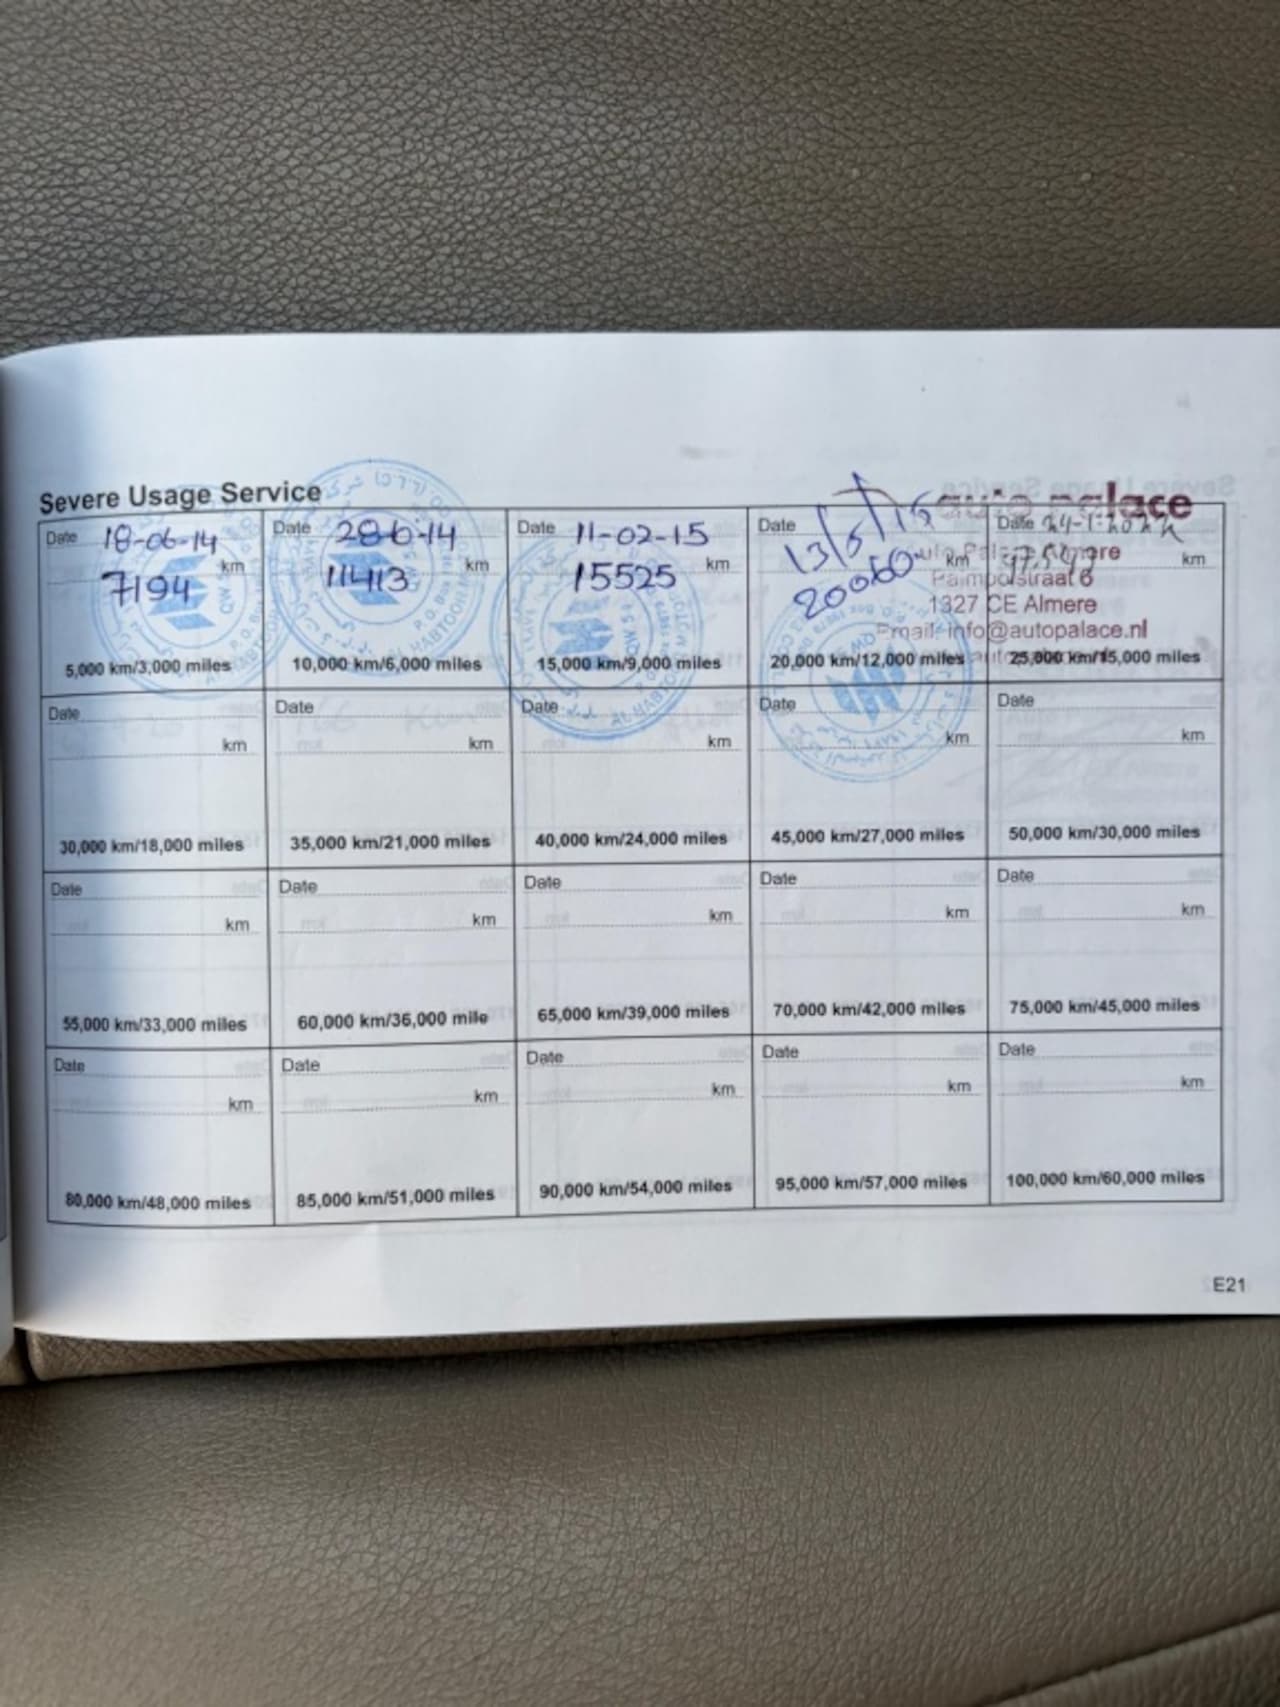 Severe Usage Service
auto palace
Date 18-06-14
7194 km
5,000 km/3,000 miles
Date 28-6-14
11413 km
10,000 km/6,000 miles
Date 11-02-15
15525 km
15,000 km/9,000 miles
Date 13/5/15
20060 km
20,000 km/12,000 miles
Date 24-1-2022
km
Auto Palace Almere
Palmpolstraat 6
1327 CE Almere
Email: info@autopalace.nl
25,000 km/15,000 miles
Date
km
30,000 km/18,000 miles
Date
km
35,000 km/21,000 miles
Date
km
40,000 km/24,000 miles
Date
km
45,000 km/27,000 miles
Date
km
50,000 km/30,000 miles
Date
km
55,000 km/33,000 miles
Date
km
60,000 km/36,000 mile
Date
km
65,000 km/39,000 miles
Date
km
70,000 km/42,000 miles
Date
km
75,000 km/45,000 miles
Date
km
80,000 km/48,000 miles
Date
km
85,000 km/51,000 miles
Date
km
90,000 km/54,000 miles
Date
km
95,000 km/57,000 miles
Date
km
100,000 km/60,000 miles
E21